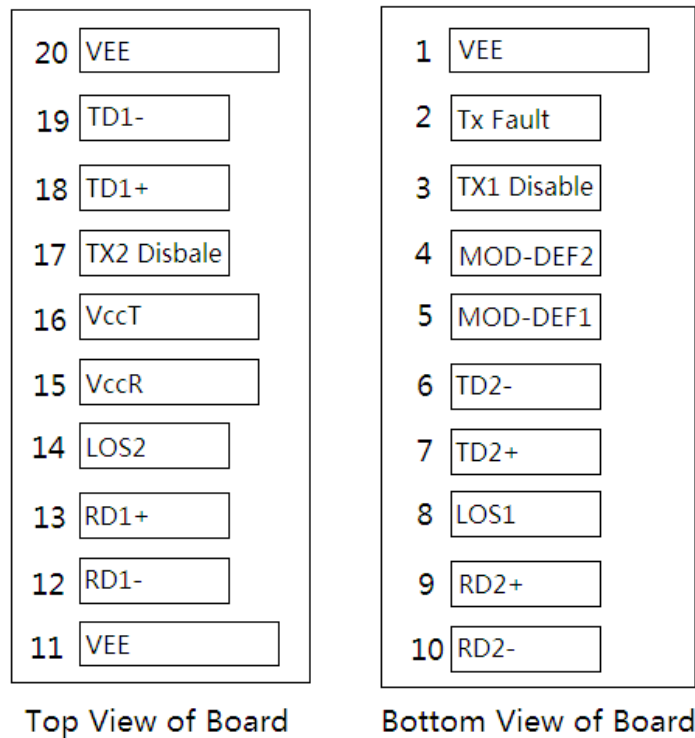 20 VEE
19 TD1-
18 TD1+
17 TX2 Disbale
16 VccT
15 VccR
14 LOS2
13 RD1+
12 RD1-
11 VEE
Top View of Board
1 VEE
2 Tx Fault
3 TX1 Disable
4 MOD-DEF2
5 MOD-DEF1
6 TD2-
7 TD2+
8 LOS1
9 RD2+
10 RD2-
Bottom View of Board